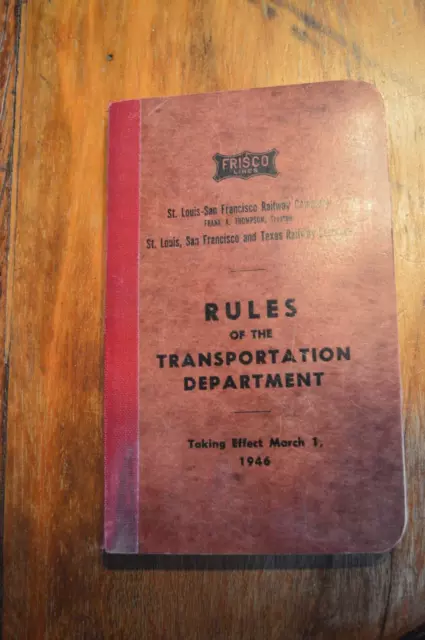 FRISCO
LINES
St. Louis-San Francisco Railway Company
FRANK A. THOMPSON, Trustee
St. Louis, San Francisco and Texas Railway Company
RULES
OF THE
TRANSPORTATION
DEPARTMENT
Taking Effect March 1,
1946